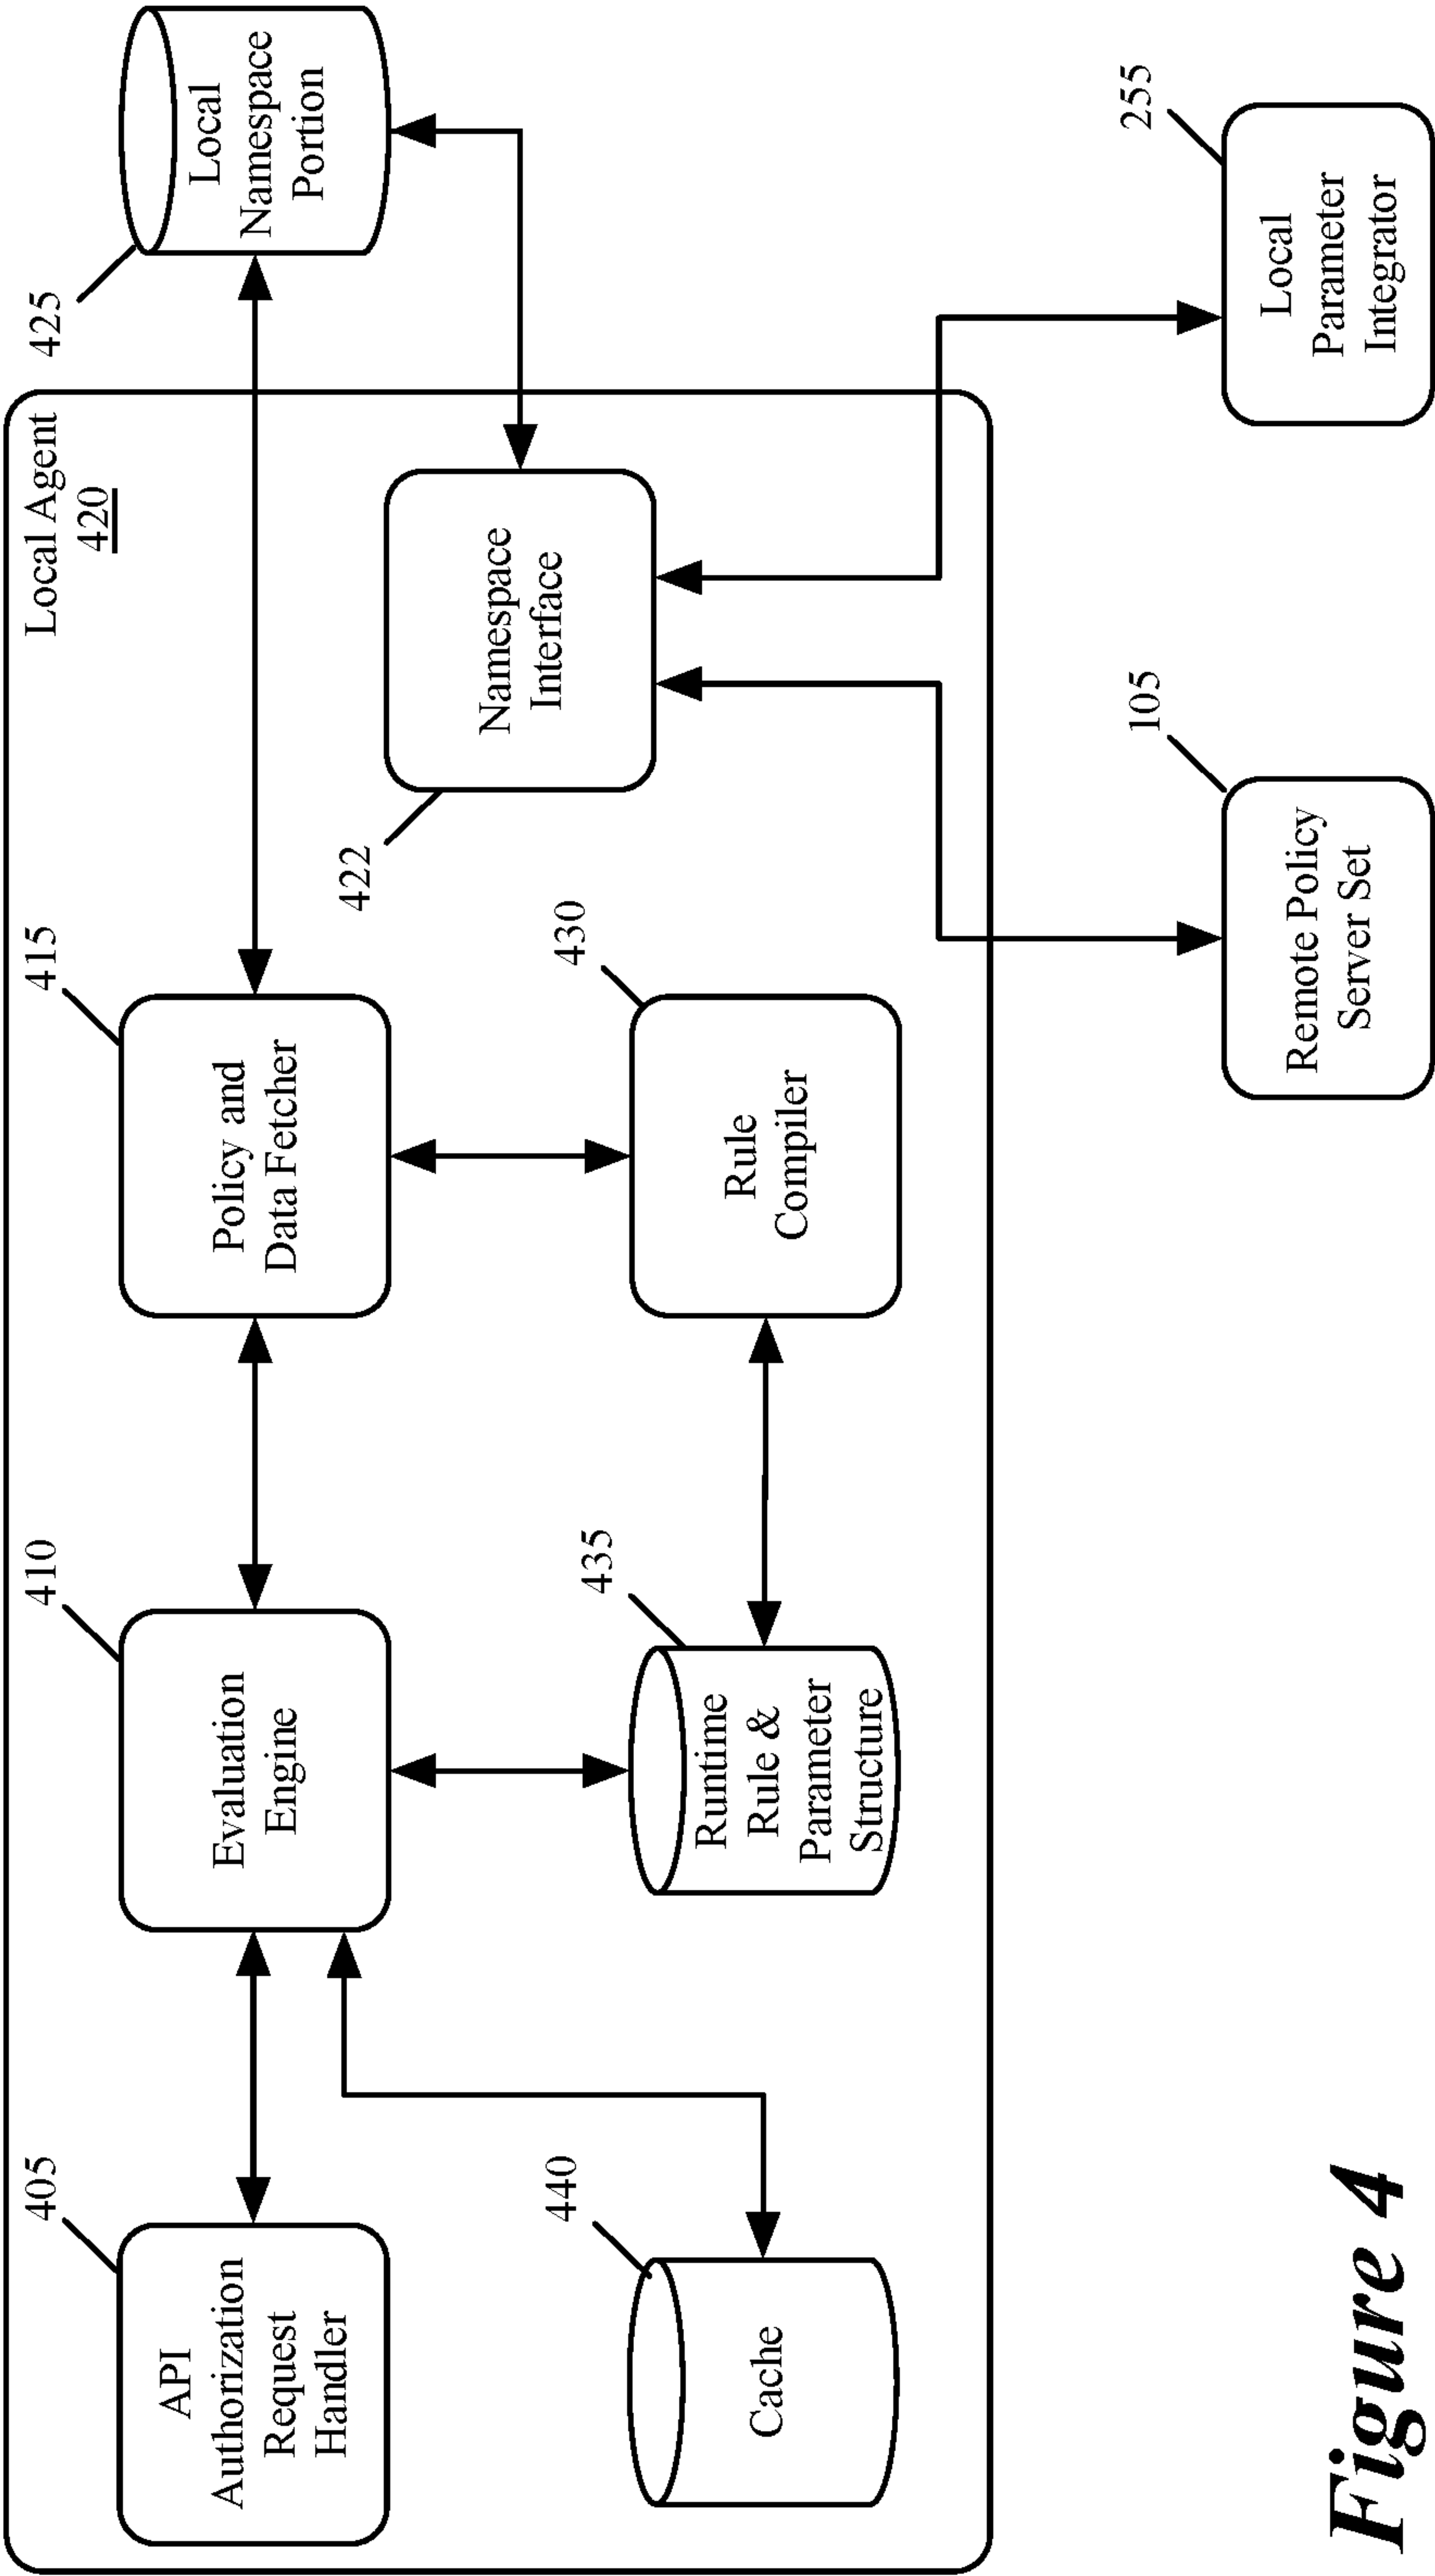 Local Agent
420
405
API
Authorization
Request
Handler
410
Evaluation
Engine
415
Policy and
Data Fetcher
425
Local
Namespace
Portion
440
Cache
435
Runtime
Rule &
Parameter
Structure
430
Rule
Compiler
422
Namespace
Interface
105
Remote Policy
Server Set
255
Local
Parameter
Integrator
Figure 4